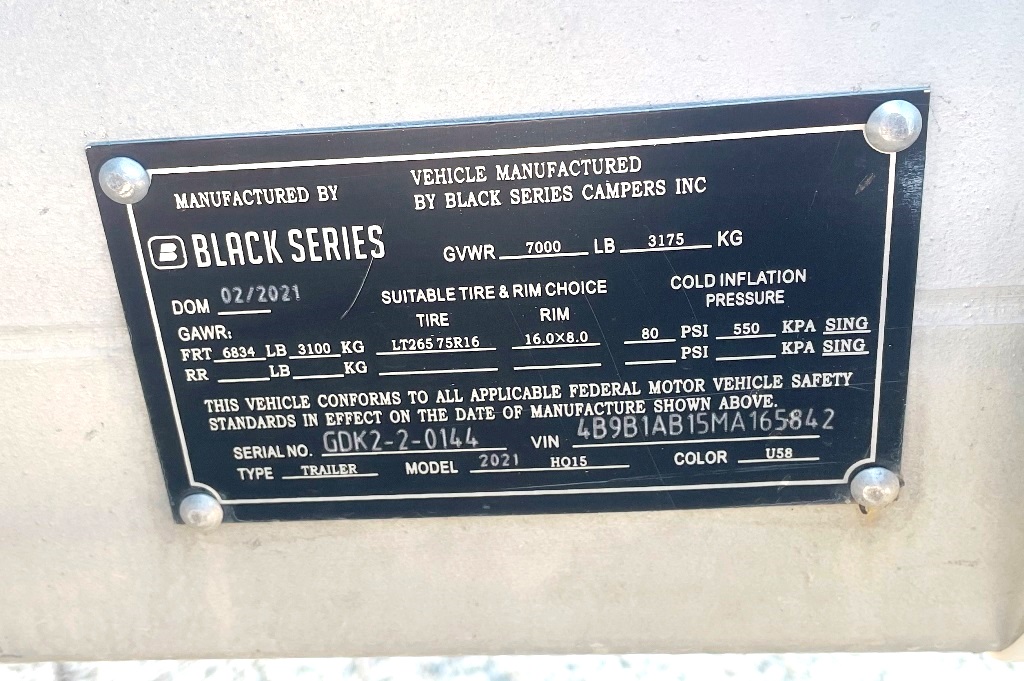 VEHICLE MANUFACTURED
MANUFACTURED BY BY BLACK SERIES CAMPERS INC
BLACK SERIES GVWR 7000 LB 3175 KG
DOM 02/2021 SUITABLE TIRE & RIM CHOICE COLD INFLATION
TIRE RIM PRESSURE
GAWR:
FRT 6834 LB 3100 KG LT265 75R16 16.0×8.0 80 PSI 550 KPA SING
RR LB KG PSI KPA SING
THIS VEHICLE CONFORMS TO ALL APPLICABLE FEDERAL MOTOR VEHICLE SAFETY
STANDARDS IN EFFECT ON THE DATE OF MANUFACTURE SHOWN ABOVE.
SERIAL NO. GDK2-2-0144 VIN 4B9B1AB15MA165842
TYPE TRAILER MODEL 2021 HQ15 COLOR U58